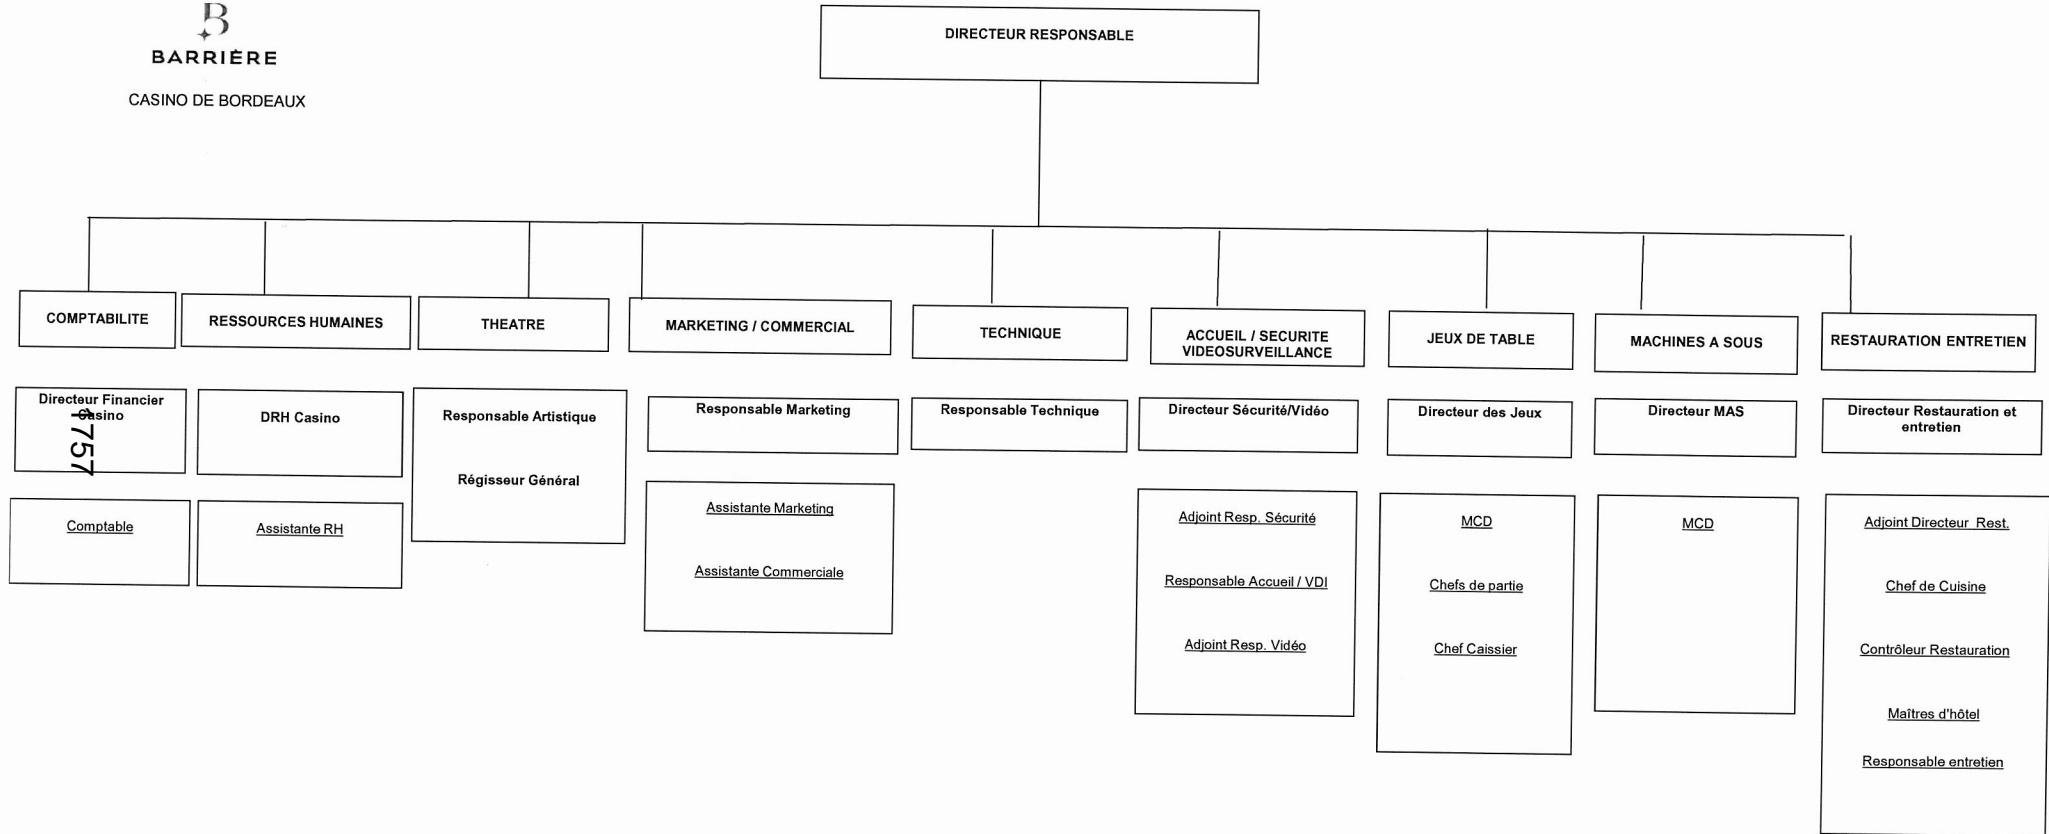 B
BARRIÈRE
CASINO DE BORDEAUX
DIRECTEUR RESPONSABLE
COMPTABILITE
RESSOURCES HUMAINES
THEATRE
MARKETING / COMMERCIAL
TECHNIQUE
ACCUEIL / SECURITE
VIDEOSURVEILLANCE
JEUX DE TABLE
MACHINES A SOUS
RESTAURATION ENTRETIEN
Directeur Financier
Casino
1757
DRH Casino
Responsable Artistique
Régisseur Général
Responsable Marketing
Responsable Technique
Directeur Sécurité/Vidéo
Directeur des Jeux
Directeur MAS
Directeur Restauration et
entretien
Comptable
Assistante RH
Assistante Marketing
Assistante Commerciale
Adjoint Resp. Sécurité
Responsable Accueil / VDI
Adjoint Resp. Vidéo
MCD
Chefs de partie
Chef Caissier
MCD
Adjoint Directeur Rest.
Chef de Cuisine
Contrôleur Restauration
Maîtres d'hôtel
Responsable entretien